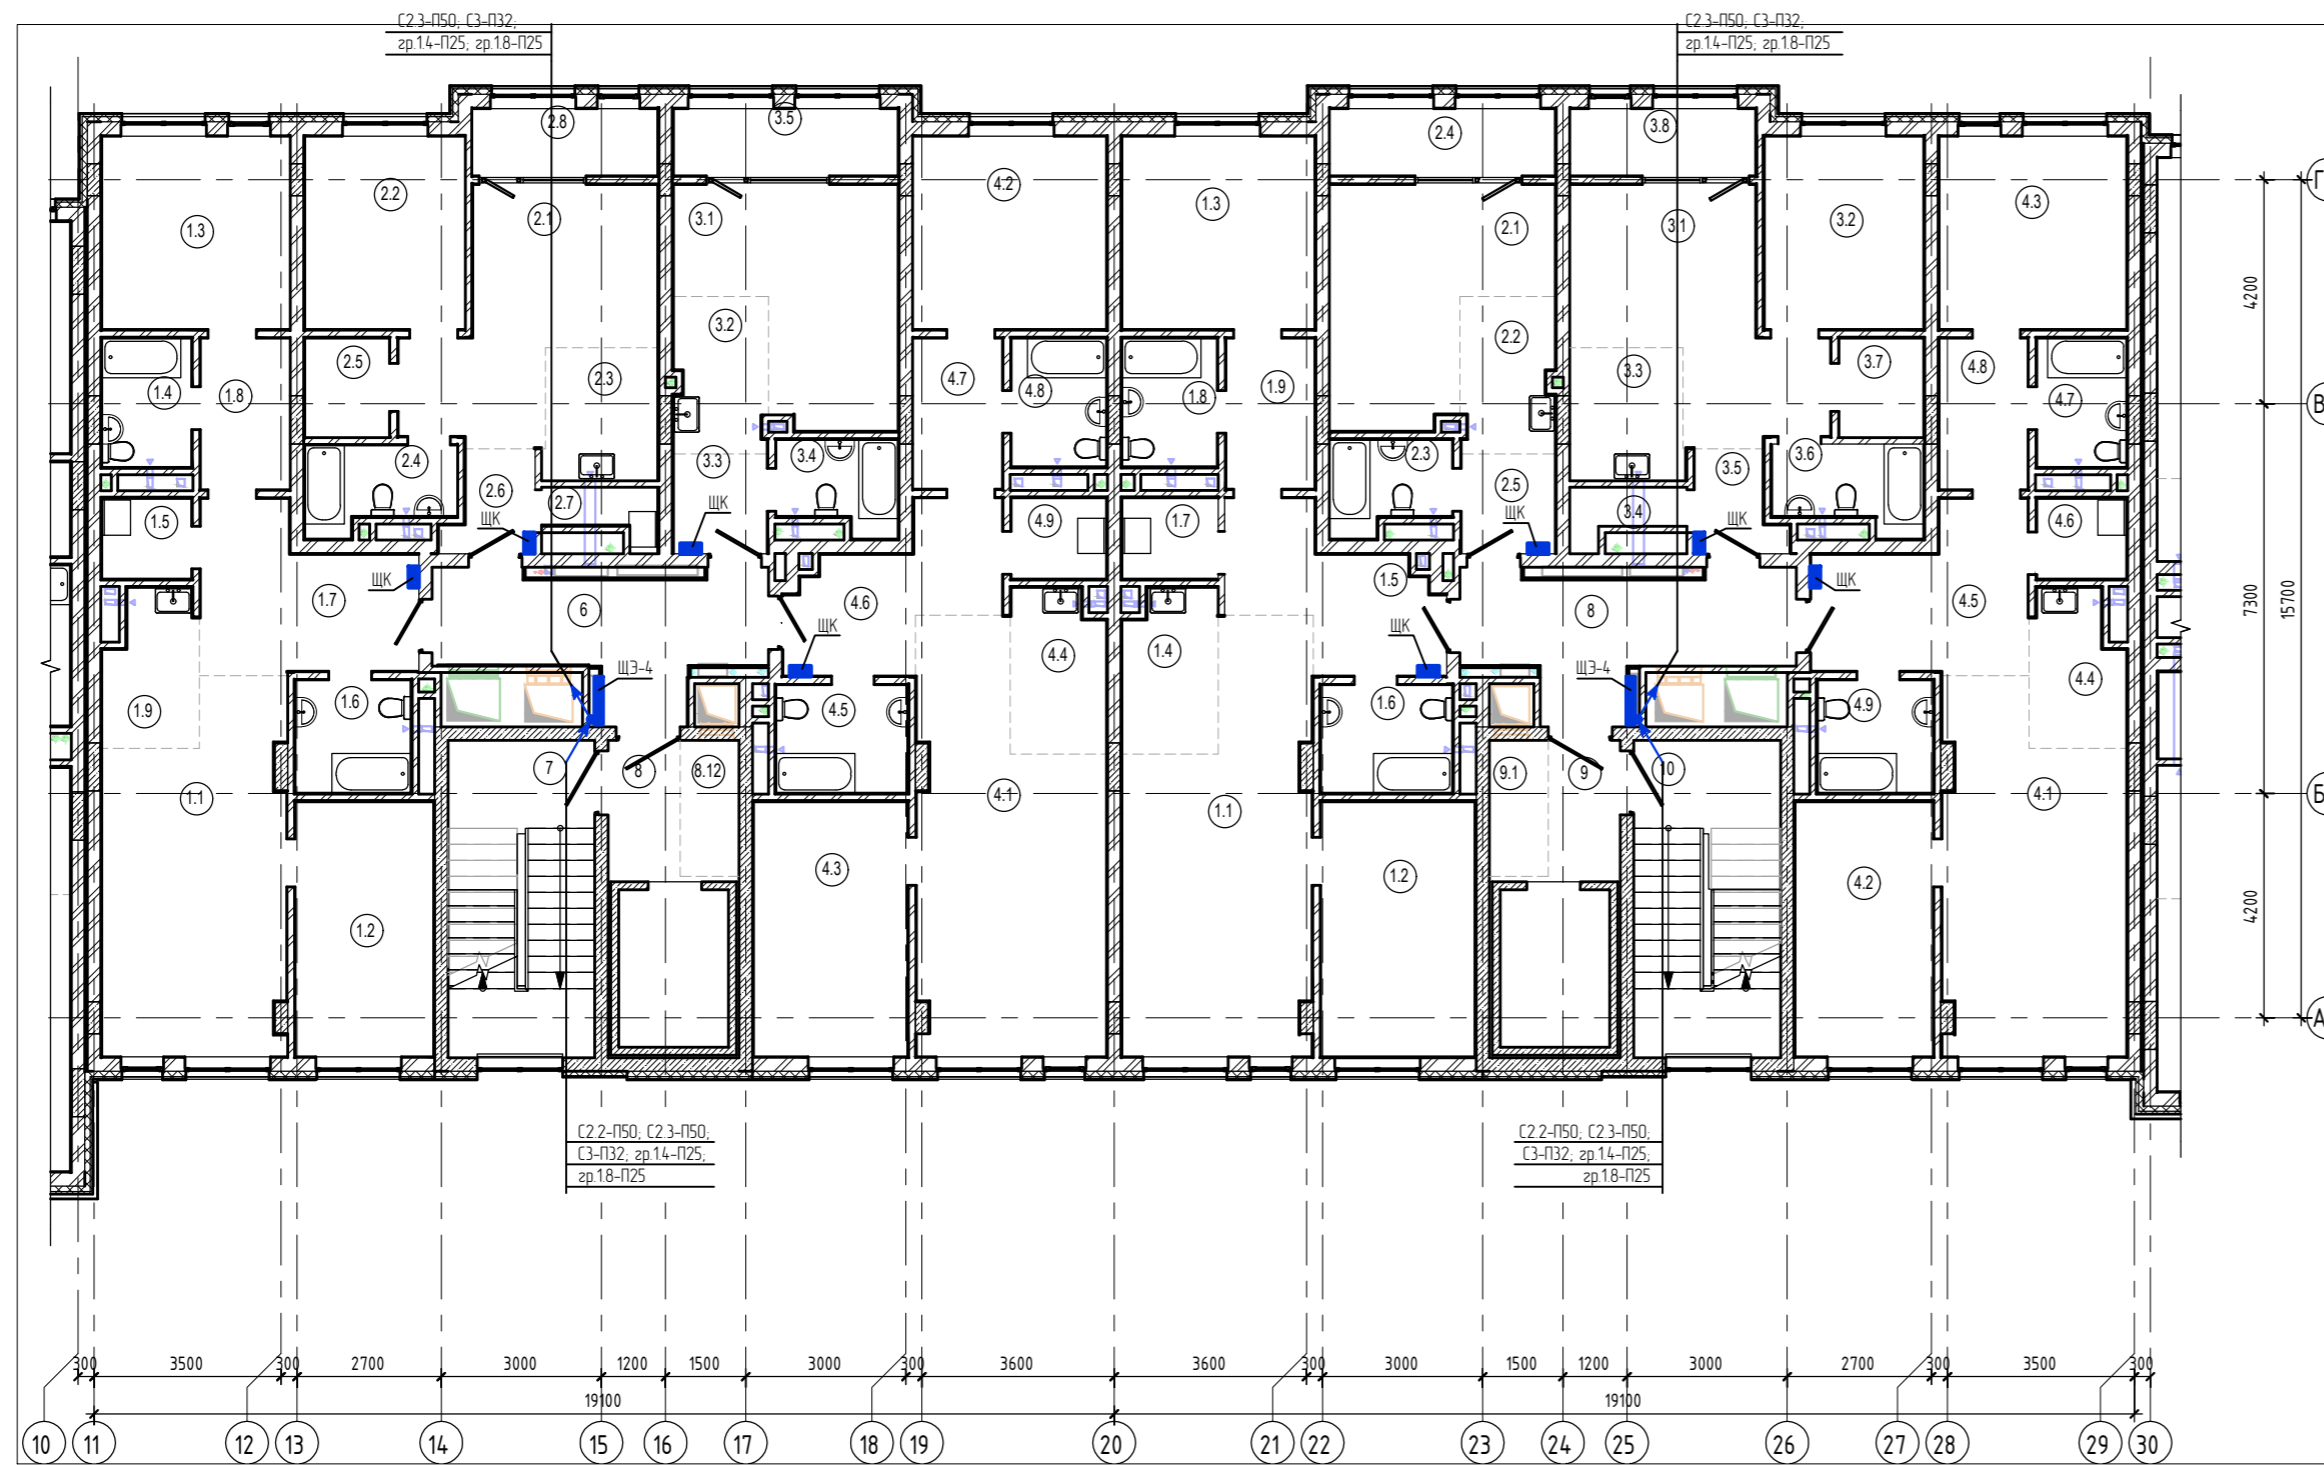 С2.3-П50; С3-П32;
гр.1.4-П25; гр.1.8-П25
С2.3-П50; С3-П32;
гр.1.4-П25; гр.1.8-П25
2.8
3.5
2.4
3.8
1.3
2.2
2.1
3.1
4.2
1.3
2.1
3.1
3.2
4.3
Г
4200
3.2
2.2
2.5
2.3
1.4
1.8
4.7
4.8
1.8
1.9
3.3
3.7
4.8
4.7
В
2.4
3.3
3.4
2.3
3.5
3.6
2.6
2.7
1.5
ЩК
ЩК
4.9
1.7
2.5
ЩК
3.4
ЩК
4.6
ЩК
1.7
6
4.6
1.5
8
ЩК
4.5
7300
15700
ЩК
4.4
1.4
ЩК
ЩЭ-4
ЩЭ-4
4.4
1.9
1.6
4.5
1.6
4.9
7
8
8.12
9.1
9
10
1.1
4.1
1.1
4.1
Б
1.2
4.3
1.2
4.2
4200
А
С2.2-П50; С2.3-П50;
С3-П32; гр.1.4-П25;
гр.1.8-П25
С2.2-П50; С2.3-П50;
С3-П32; гр.1.4-П25;
гр.1.8-П25
300 3500 300 2700 3000 1200 1500 3000 300 3600 3600 300 3000 1500 1200 3000 2700 300 3500 300
19100 19100
10 11 12 13 14 15 16 17 18 19 20 21 22 23 24 25 26 27 28 29 30